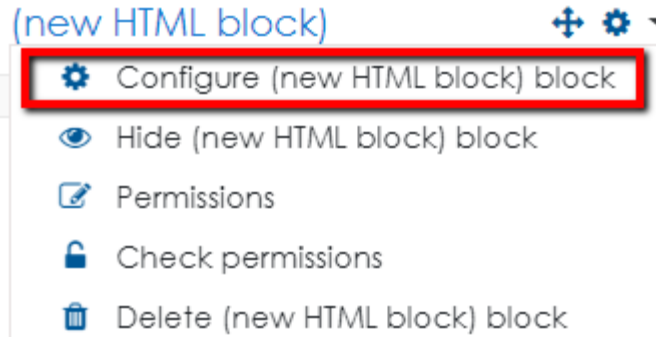 (new HTML block)
Configure (new HTML block) block
Hide (new HTML block) block
Permissions
Check permissions
Delete (new HTML block) block